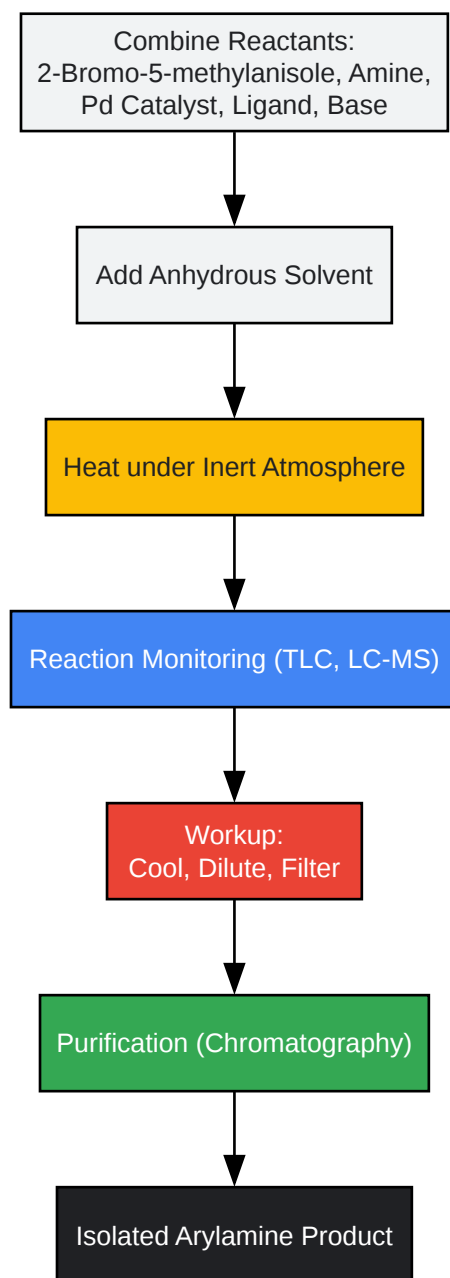 Combine Reactants:
2-Bromo-5-methylanisole, Amine,
Pd Catalyst, Ligand, Base
Add Anhydrous Solvent
Heat under Inert Atmosphere
Reaction Monitoring (TLC, LC-MS)
Workup:
Cool, Dilute, Filter
Purification (Chromatography)
Isolated Arylamine Product